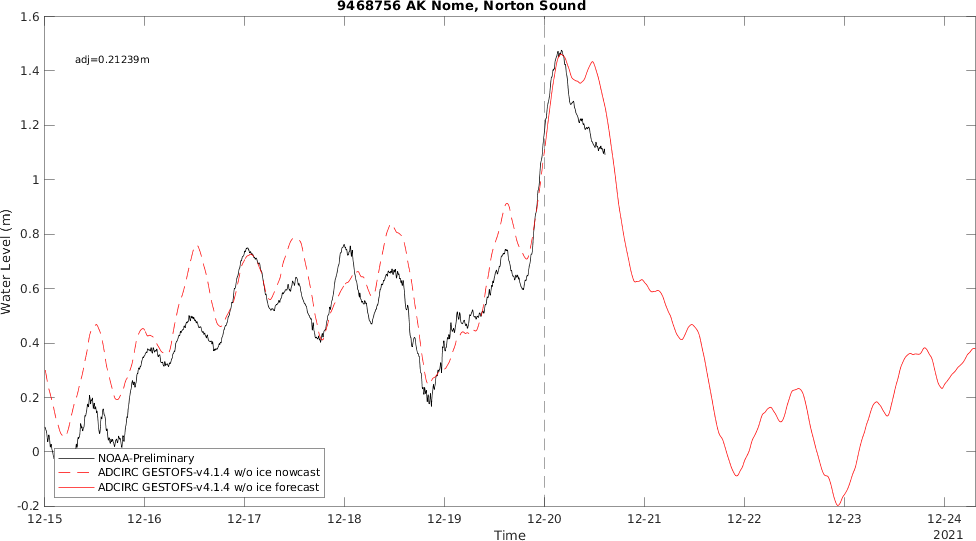 9468756 AK Nome, Norton Sound
adj=0.21239m
1.6
1.4
1.2
1
0.8
0.6
0.4
0.2
0
-0.2
Water Level (m)
NOAA-Preliminary
ADCIRC GESTOFS-v4.1.4 w/o ice nowcast
ADCIRC GESTOFS-v4.1.4 w/o ice forecast
12-15 12-16 12-17 12-18 12-19 12-20 12-21 12-22 12-23 12-24
Time
2021